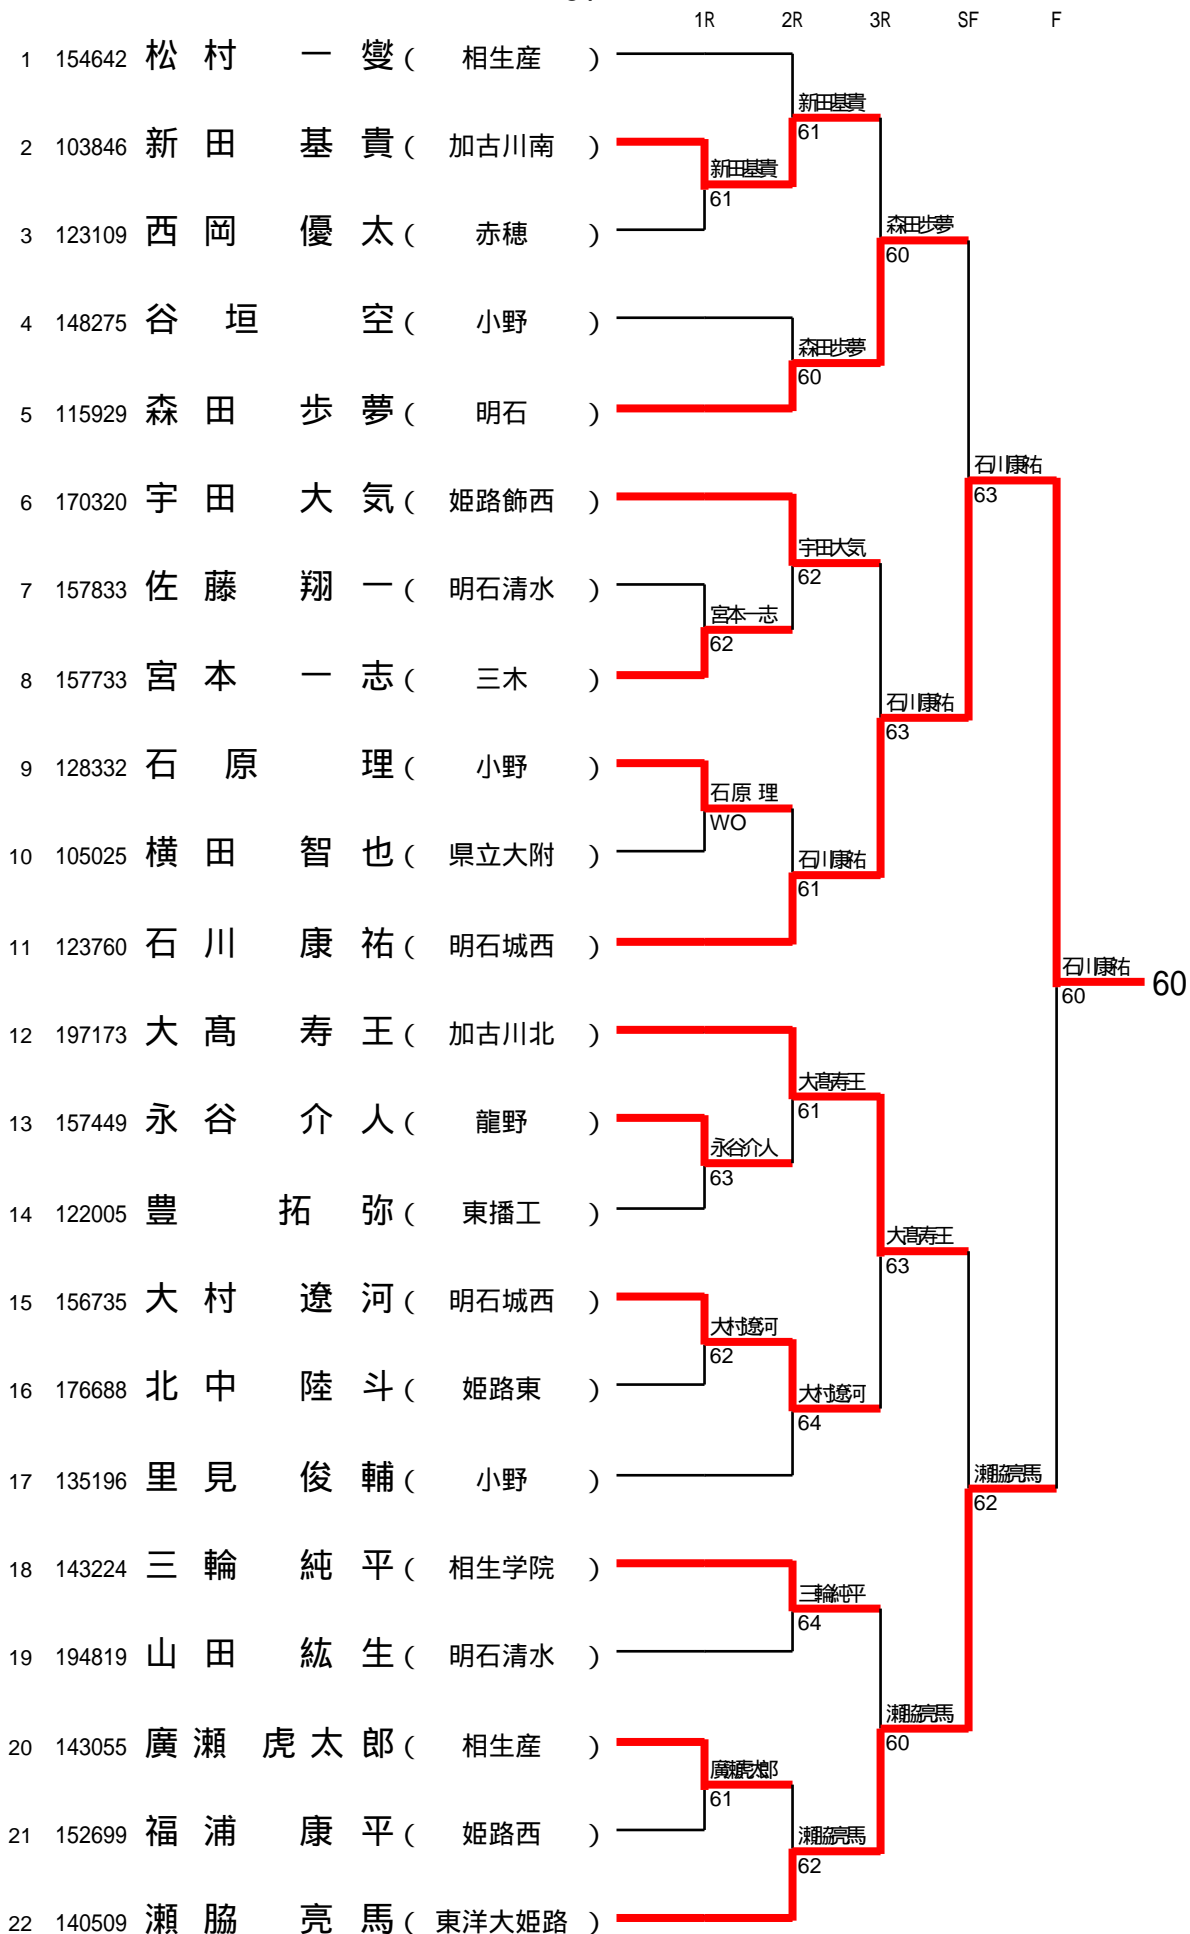 1R 2R 3R SF F
1 154642 松村 一燮 ( 相生産 )
新田基貴
61
2 103846 新田 基貴 ( 加古川南 )
新田基貴
61
3 123109 西岡 優太 ( 赤穂 )
森田歩夢
60
4 148275 谷垣 空 ( 小野 )
森田歩夢
60
5 115929 森田 歩夢 ( 明石 )
石川康祐
63
6 170320 宇田 大気 ( 姫路飾西 )
宇田大気
62
7 157833 佐藤 翔一 ( 明石清水 )
宮本一志
62
8 157733 宮本 一志 ( 三木 )
石川康祐
63
9 128332 石原 理 ( 小野 )
石原 理
WO
10 105025 横田 智也 ( 県立大附 )
石川康祐
61
11 123760 石川 康祐 ( 明石城西 )
石川康祐
60 60
12 197173 大髙 寿王 ( 加古川北 )
大髙寿王
61
13 157449 永谷 介人 ( 龍野 )
永谷介人
63
14 122005 豊 拓弥 ( 東播工 )
大髙寿王
63
15 156735 大村 遼河 ( 明石城西 )
大村遼河
62
16 176688 北中 陸斗 ( 姫路東 )
大村遼河
64
17 135196 里見 俊輔 ( 小野 )
瀬脇亮馬
62
18 143224 三輪 純平 ( 相生学院 )
三輪純平
64
19 194819 山田 紘生 ( 明石清水 )
瀬脇亮馬
60
20 143055 廣瀬 虎太郎 ( 相生産 )
廣瀬虎太郎
61
21 152699 福浦 康平 ( 姫路西 )
瀬脇亮馬
62
22 140509 瀬脇 亮馬 ( 東洋大姫路 )